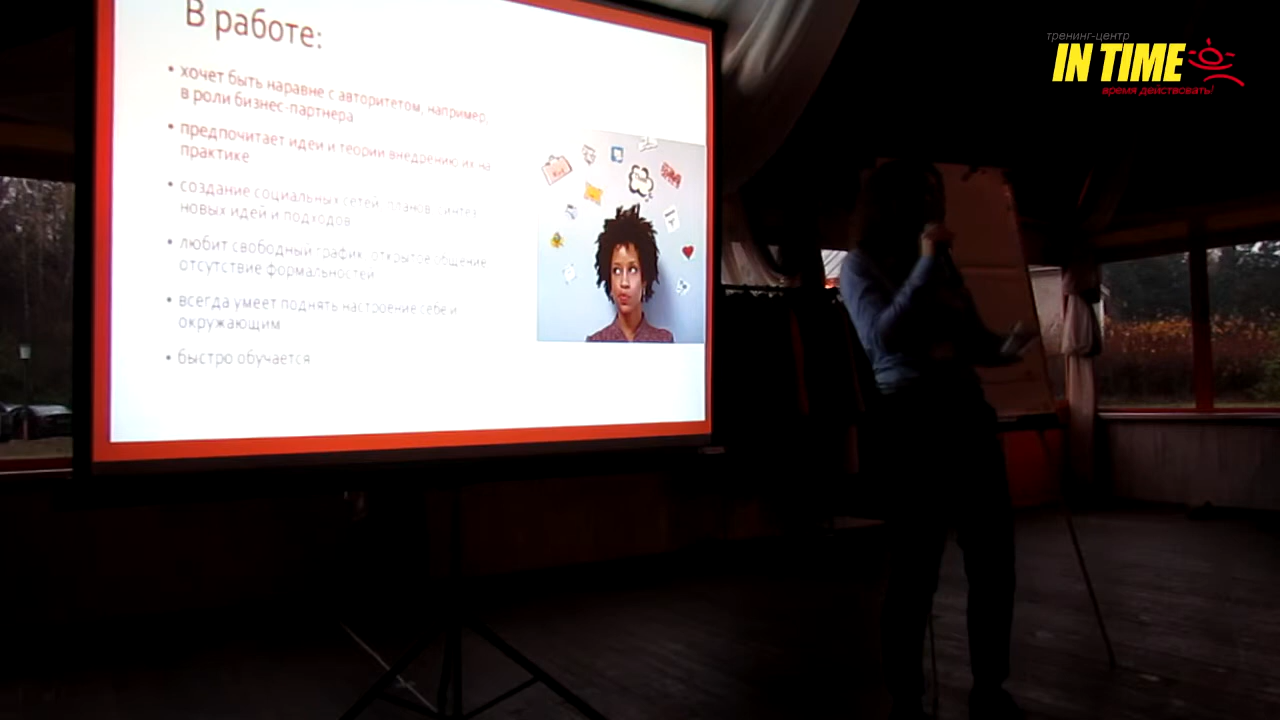 В работе:
• хочет быть наравне с авторитетом, например,
в роли бизнес-партнера
• предпочитает идеи и теории внедрению их на
практике
• создание социальных сетей, планов, синтез
новых идей и подходов
• любит свободный график, открытое общение,
отсутствие формальностей
• всегда умеет поднять настроение себе и
окружающим
• быстро обучается
тренинг-центр
IN TIME
время действовать!